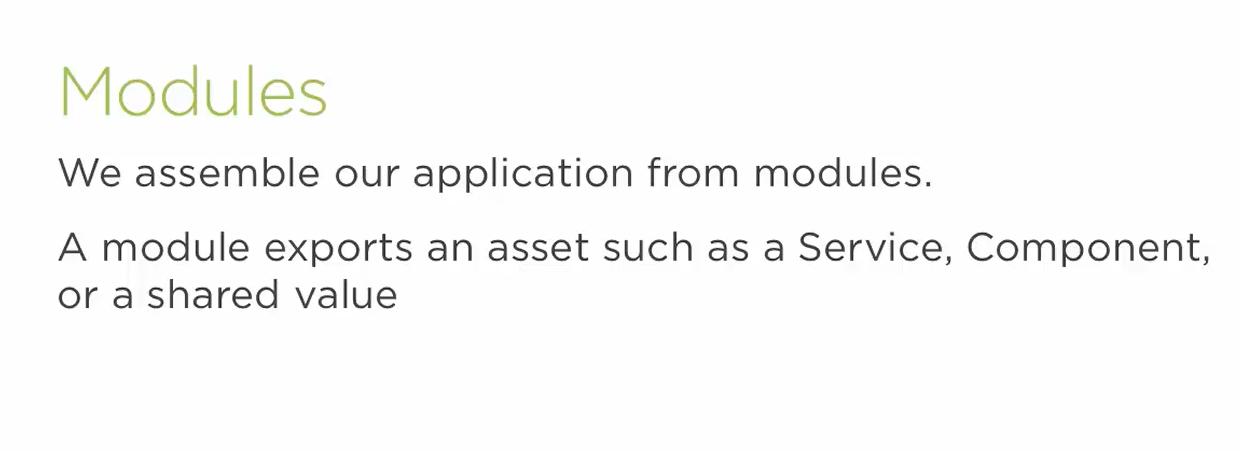 Modules
We assemble our application from modules.
A module exports an asset such as a Service, Component,
or a shared value